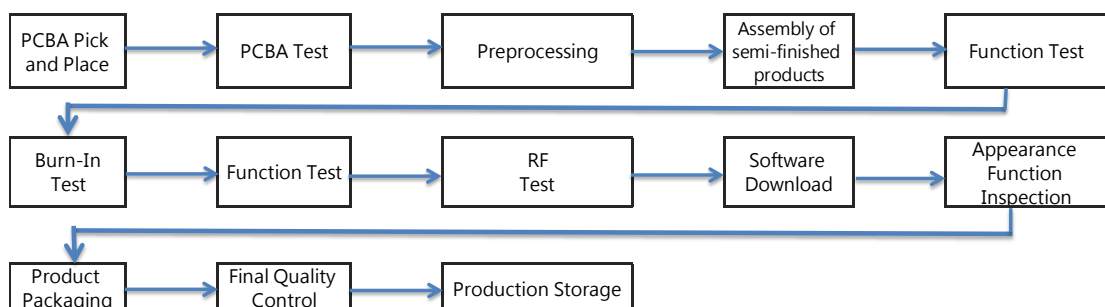 PCBA Pick
and Place
PCBA Test
Preprocessing
Assembly of
semi-finished
products
Function Test
Burn-In
Test
Function Test
RF
Test
Software
Download
Appearance
Function
Inspection
Product
Packaging
Final Quality
Control
Production Storage